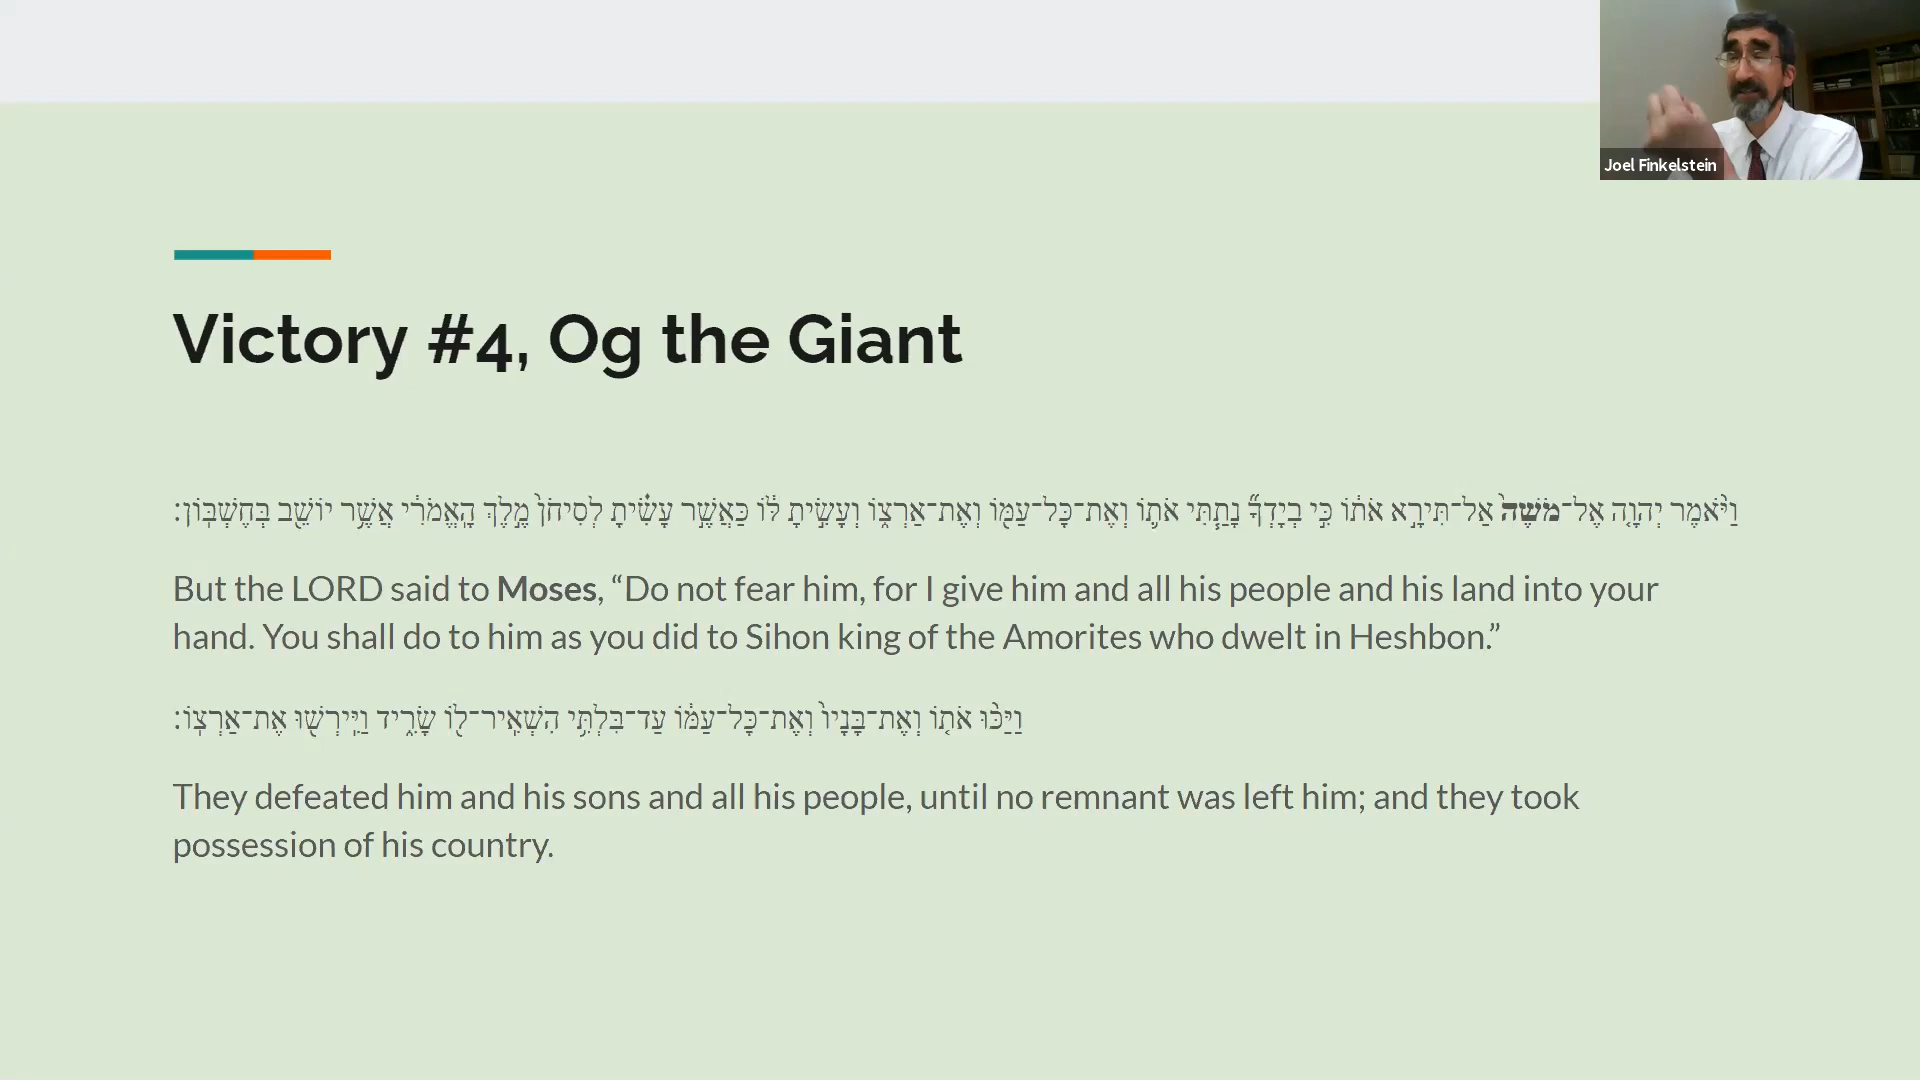 Joel Finkelstein
Victory #4, Og the Giant
וַיֹּ֨אמֶר יְהוָ֤ה אֶל־מֹשֶׁה֙ אַל־תִּירָ֣א אֹת֔וֹ כִּ֣י בְיָדְךָ֞ נָתַ֧תִּי אֹת֛וֹ וְאֶת־כָּל־עַמּ֖וֹ וְאֶת־אַרְצ֑וֹ וְעָשִׂ֣יתָ לּ֔וֹ כַּאֲשֶׁ֣ר עָשִׂ֗יתָ לְסִיחֹן֙ מֶ֣לֶךְ הָֽאֱמֹרִ֔י אֲשֶׁ֥ר יוֹשֵׁ֖ב בְּחֶשְׁבּֽוֹן׃
But the LORD said to Moses, “Do not fear him, for I give him and all his people and his land into your
hand. You shall do to him as you did to Sihon king of the Amorites who dwelt in Heshbon.”
וַיַּכּ֨וּ אֹת֤וֹ וְאֶת־בָּנָיו֙ וְאֶת־כָּל־עַמּ֔וֹ עַד־בִּלְתִּ֥י הִשְׁאִֽיר־ל֖וֹ שָׂרִ֑יד וַיִּֽירְשׁ֖וּ אֶת־אַרְצֽוֹ׃
They defeated him and his sons and all his people, until no remnant was left him; and they took
possession of his country.